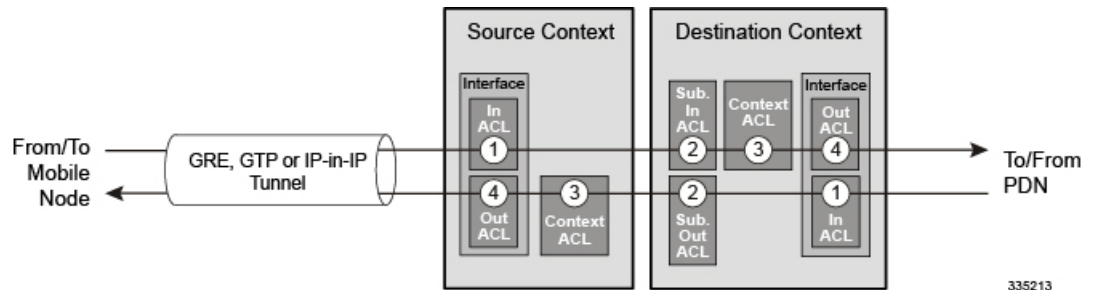 Source Context
Destination Context
Interface
In
ACL
1
4
Out
ACL
3
Context
ACL
Sub.
In
ACL
2
Context
ACL
3
Interface
Out
ACL
4
2
Sub.
Out
ACL
1
In
ACL
From/To
Mobile
Node
GRE, GTP or IP-in-IP
Tunnel
To/From
PDN
335213